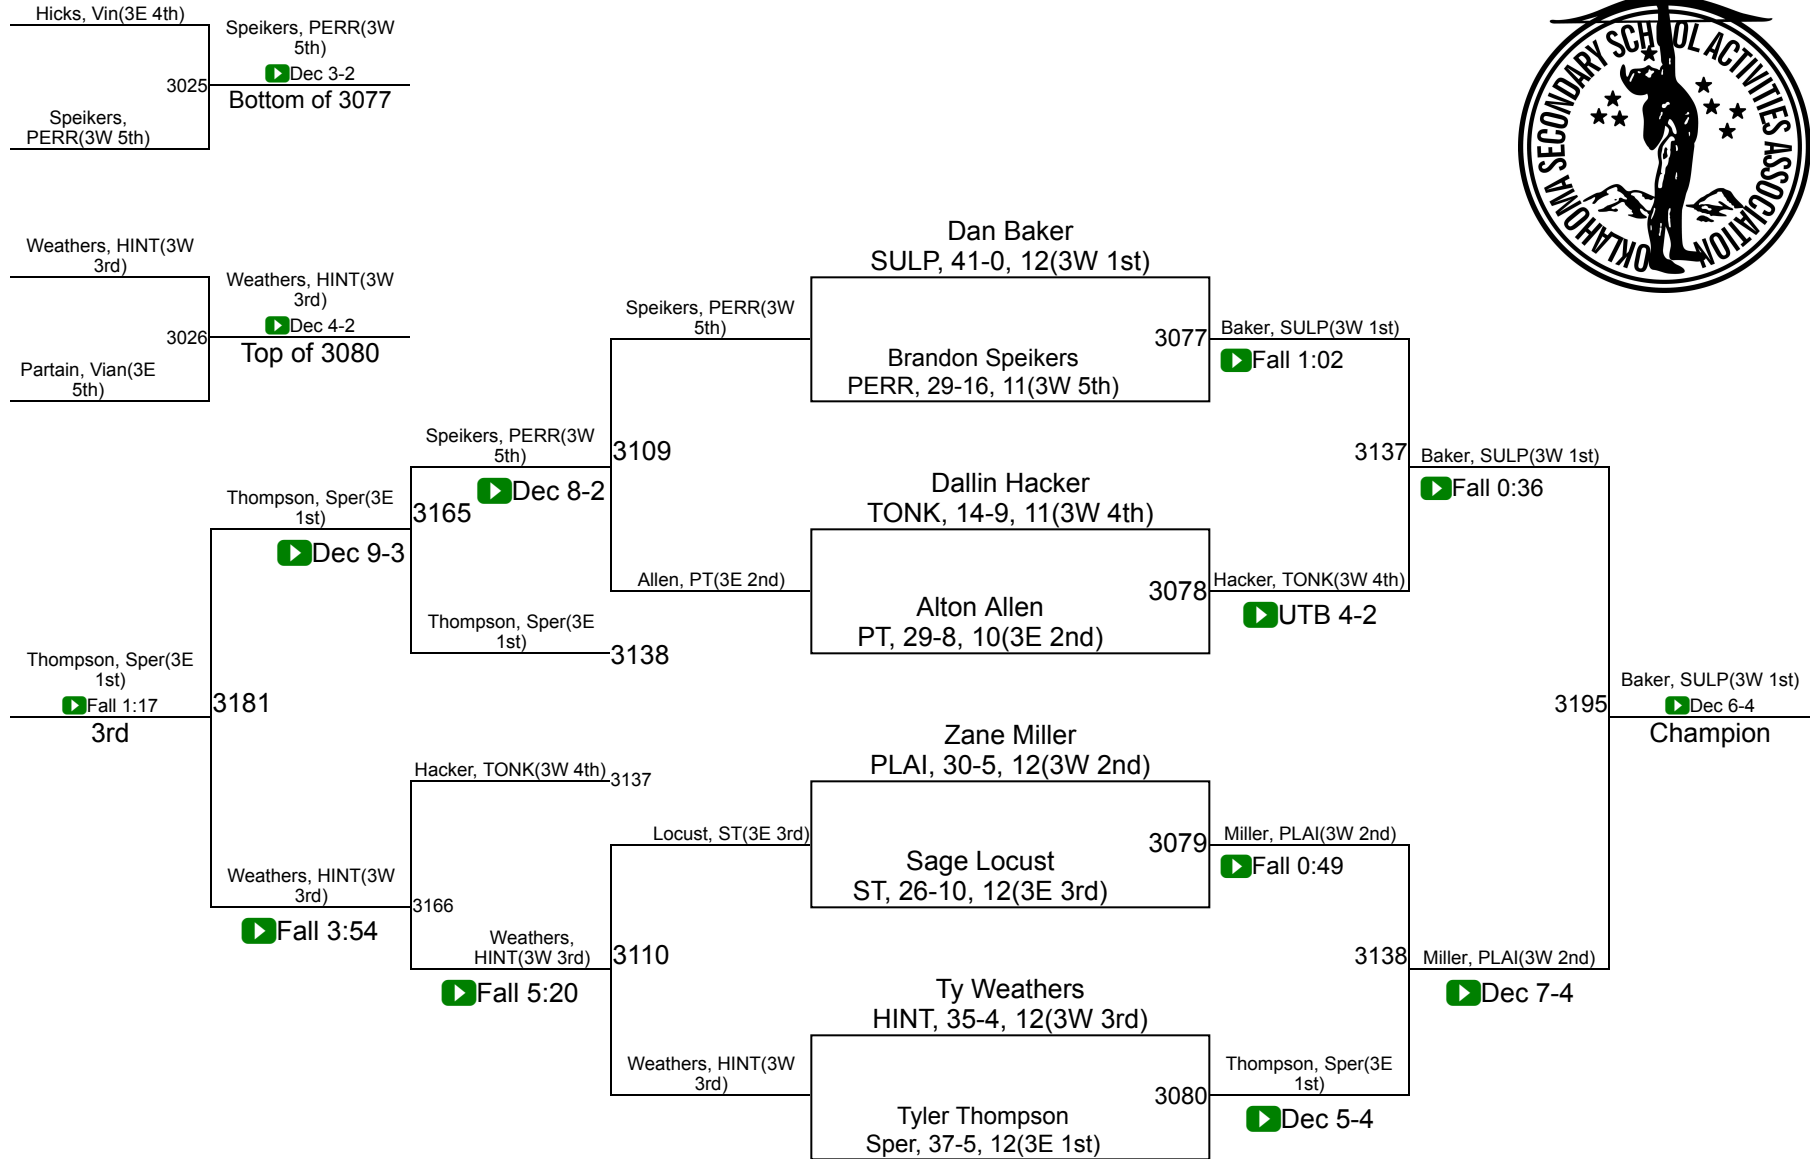 Hicks, Vin(3E 4th)
Speikers, PERR(3W
5th)
Dec 3-2
3025
Bottom of 3077
Speikers,
PERR(3W 5th)
OKLAHOMA SECONDARY SCHOOL ACTIVITIES ASSOCIATION
Weathers, HINT(3W
3rd)
Weathers, HINT(3W
3rd)
Dec 4-2
3026
Top of 3080
Partain, Vian(3E
5th)
Dan Baker
SULP, 41-0, 12(3W 1st)
Speikers, PERR(3W
5th)
3077
Brandon Speikers
PERR, 29-16, 11(3W 5th)
Baker, SULP(3W 1st)
Fall 1:02
Speikers, PERR(3W
5th)
Dec 8-2
3109
3137
Baker, SULP(3W 1st)
Fall 0:36
Thompson, Sper(3E
1st)
Dec 9-3
3165
Dallin Hacker
TONK, 14-9, 11(3W 4th)
Allen, PT(3E 2nd)
3078
Alton Allen
PT, 29-8, 10(3E 2nd)
Hacker, TONK(3W 4th)
UTB 4-2
Thompson, Sper(3E
1st)
3138
Thompson, Sper(3E
1st)
Fall 1:17
3rd
3181
3195
Baker, SULP(3W 1st)
Dec 6-4
Champion
Zane Miller
PLAI, 30-5, 12(3W 2nd)
Hacker, TONK(3W 4th)
3137
Locust, ST(3E 3rd)
3079
Sage Locust
ST, 26-10, 12(3E 3rd)
Miller, PLAI(3W 2nd)
Fall 0:49
Weathers, HINT(3W
3rd)
Fall 3:54
3166
Weathers,
HINT(3W 3rd)
Fall 5:20
3110
3138
Miller, PLAI(3W 2nd)
Dec 7-4
Ty Weathers
HINT, 35-4, 12(3W 3rd)
Weathers, HINT(3W
3rd)
3080
Tyler Thompson
Sper, 37-5, 12(3E 1st)
Thompson, Sper(3E
1st)
Dec 5-4